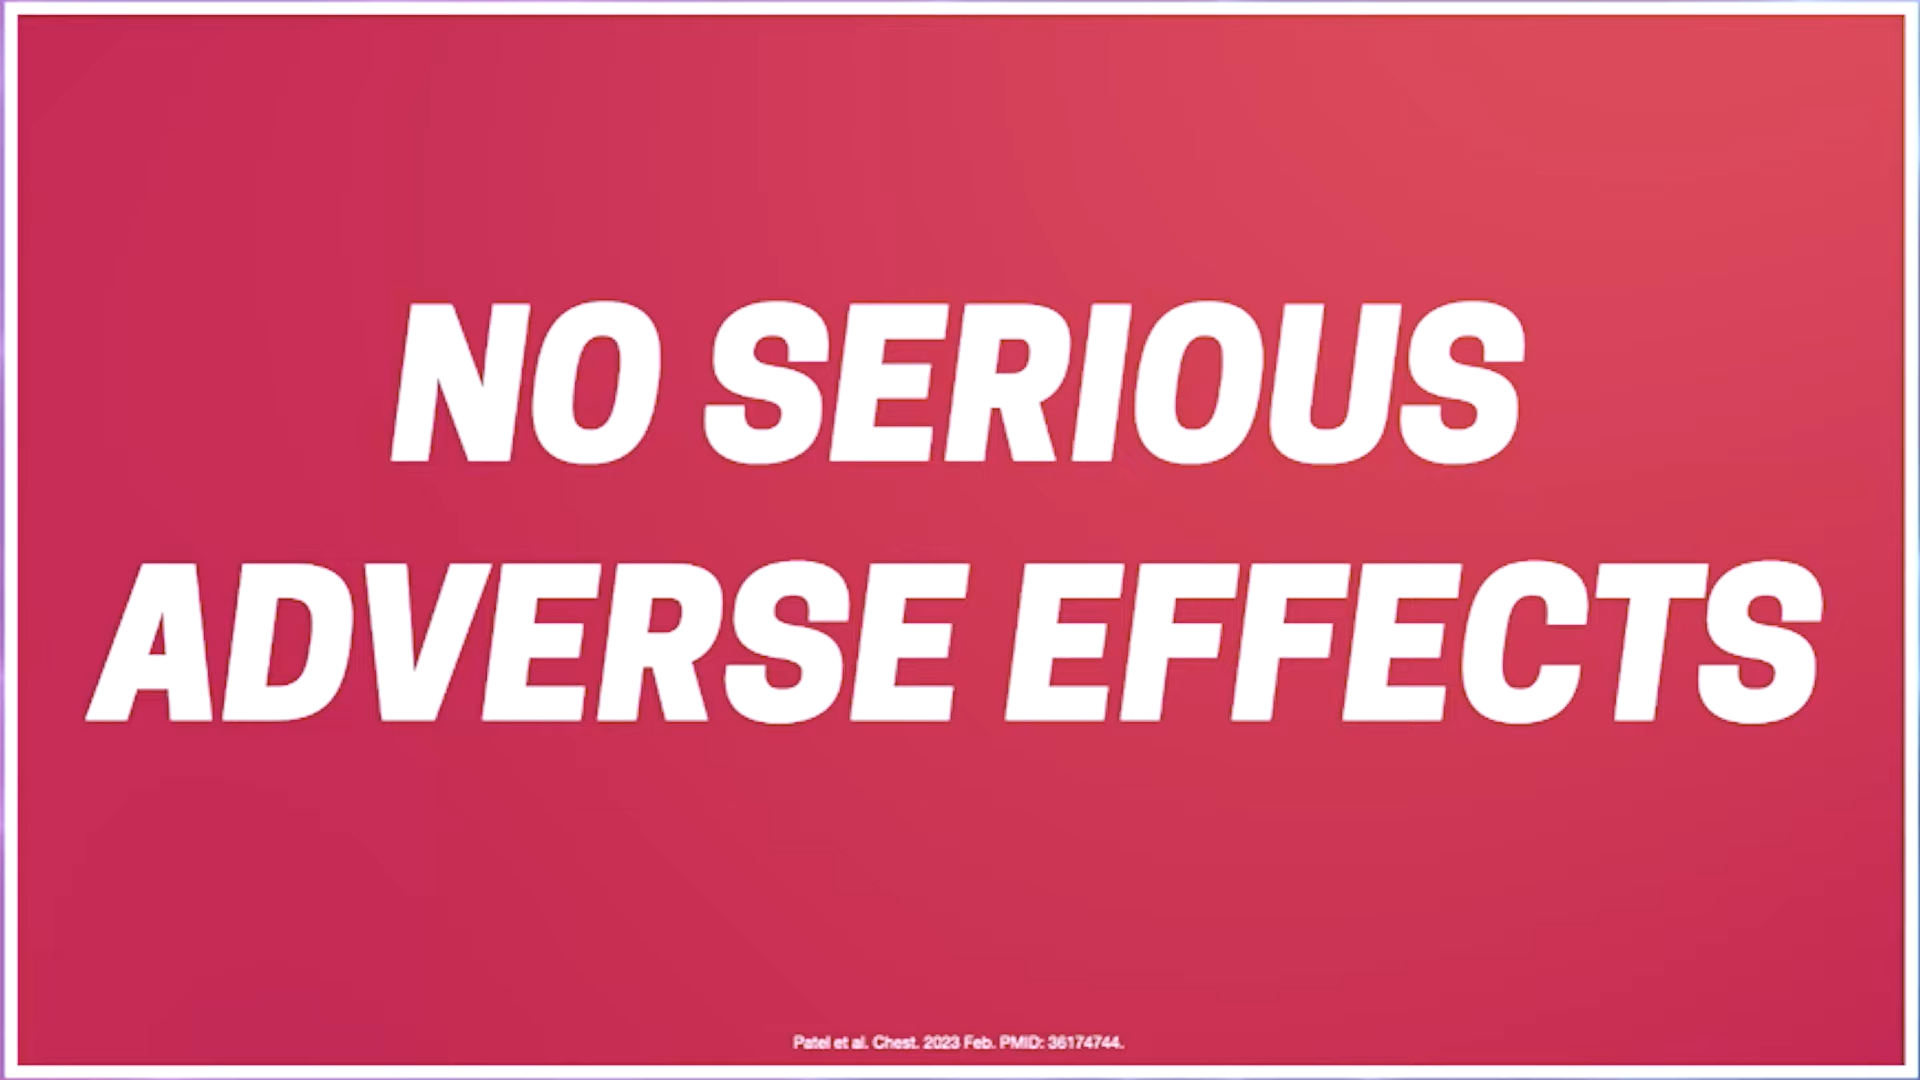 NO SERIOUS
ADVERSE EFFECTS
Patel et al. Chest. 2023 Feb. PMID: 36174744.